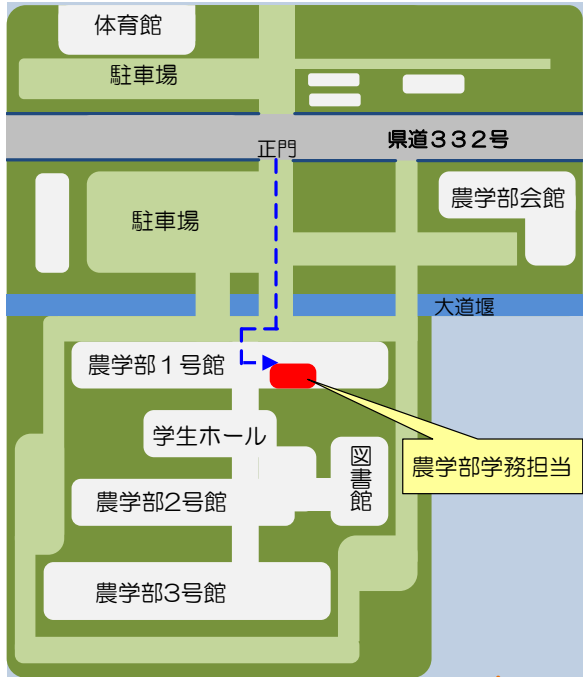 体育館
駐車場
県道３３２号
正門
農学部会館
駐車場
大道堰
農学部１号館
学生ホール
図書館
農学部学務担当
農学部2号館
農学部3号館